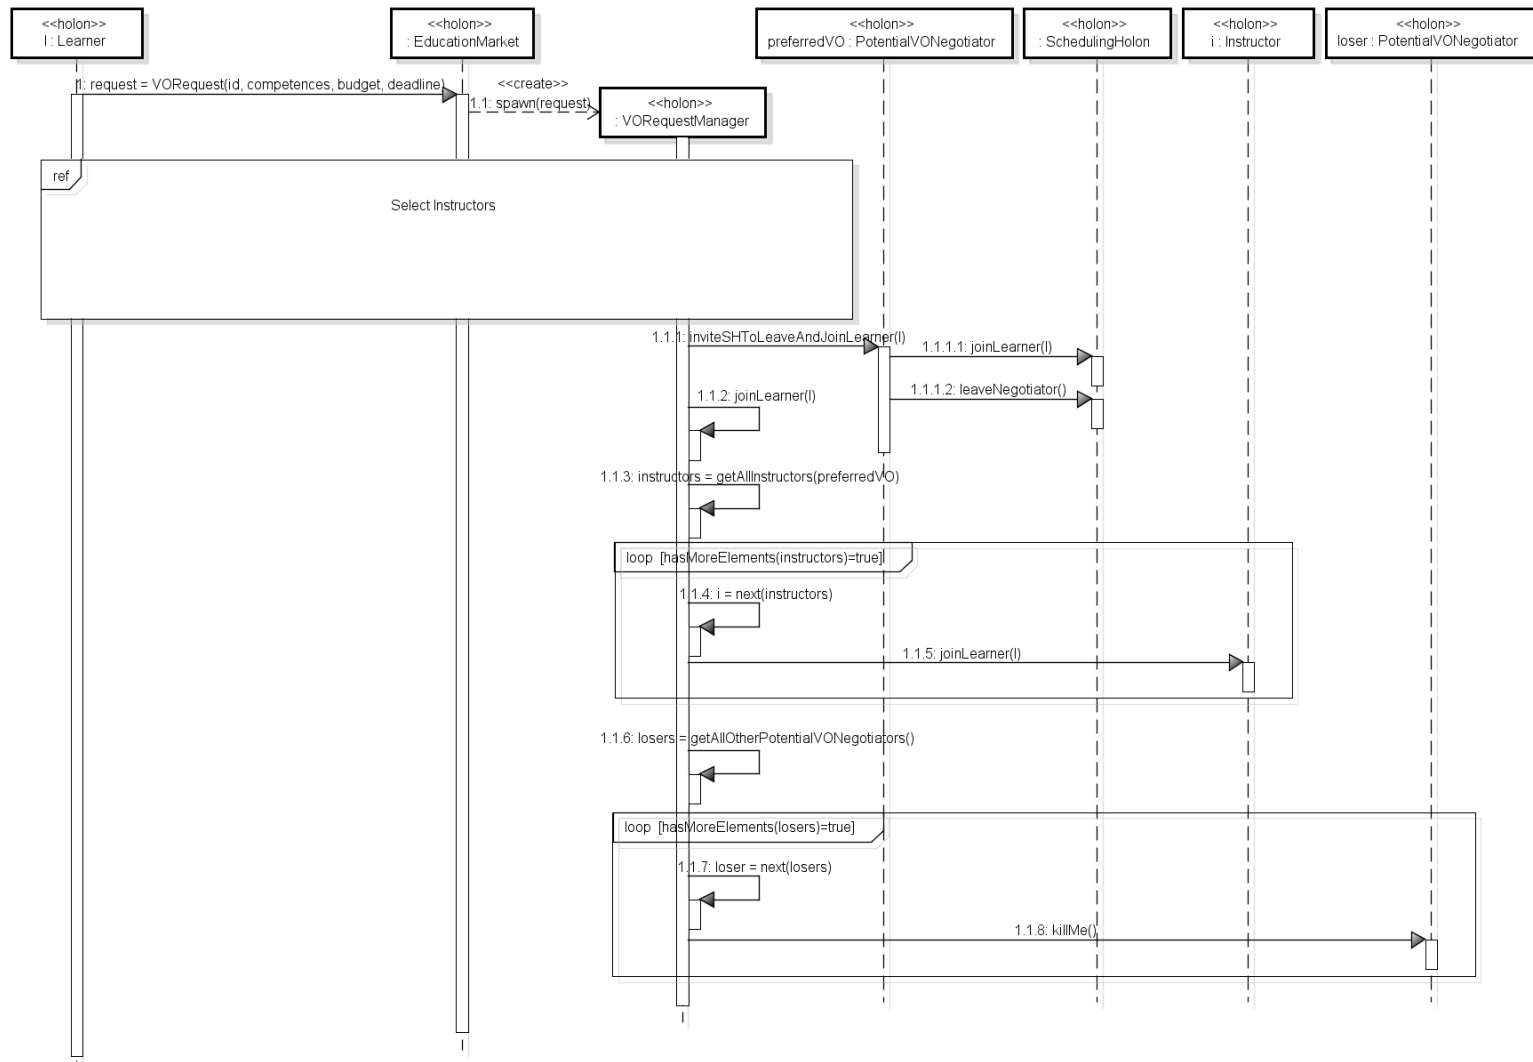 <<holon>>
l : Learner
<<holon>>
: EducationMarket
<<holon>>
preferredVO : PotentialVONegotiator
<<holon>>
: SchedulingHolon
<<holon>>
i : Instructor
<<holon>>
loser : PotentialVONegotiator
1: request = VORequest(id, competences, budget, deadline)
<<create>>
1.1: spawn(request)
<<holon>>
: VORequestManager
ref
Select Instructors
1.1.1: inviteSHToLeaveAndJoinLearner(l)
1.1.1.1: joinLearner(l)
1.1.1.2: leaveNegotiator()
1.1.2: joinLearner(l)
1.1.3: instructors = getAllInstructors(preferredVO)
loop [hasMoreElements(instructors)=true]
1.1.4: i = next(instructors)
1.1.5: joinLearner(l)
1.1.6: losers = getAllOtherPotentialVONegotiators()
loop [hasMoreElements(losers)=true]
1.1.7: loser = next(losers)
1.1.8: killMe()